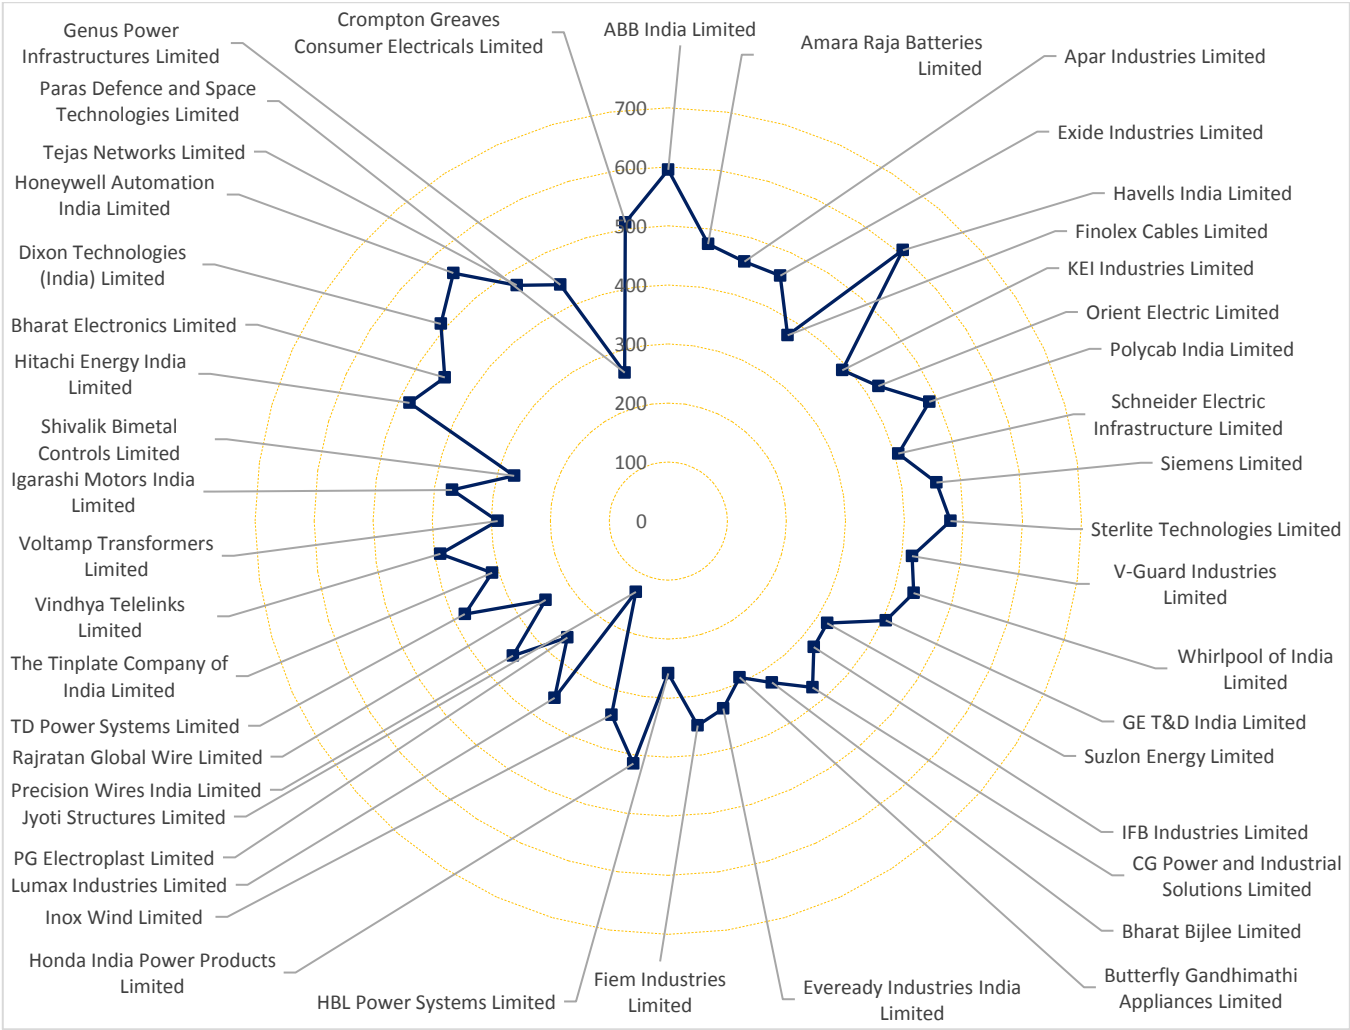 Crompton Greaves
Consumer Electricals Limited
ABB India Limited
Amara Raja Batteries
Limited
Apar Industries Limited
Exide Industries Limited
Havells India Limited
Finolex Cables Limited
KEI Industries Limited
Orient Electric Limited
Polycab India Limited
Schneider Electric
Infrastructure Limited
Siemens Limited
Sterlite Technologies Limited
V-Guard Industries
Limited
Whirlpool of India
Limited
GE T&D India Limited
Suzlon Energy Limited
IFB Industries Limited
CG Power and Industrial
Solutions Limited
Bharat Bijlee Limited
Butterfly Gandhimathi
Appliances Limited
Eveready Industries India
Limited
Fiem Industries
Limited
HBL Power Systems Limited
Honda India Power Products
Limited
Inox Wind Limited
Lumax Industries Limited
PG Electroplast Limited
Jyoti Structures Limited
Precision Wires India Limited
Rajratan Global Wire Limited
TD Power Systems Limited
The Tinplate Company of
India Limited
Vindhya Telelinks
Limited
Voltamp Transformers
Limited
Igarashi Motors India
Limited
Shivalik Bimetal
Controls Limited
Hitachi Energy India
Limited
Bharat Electronics Limited
Dixon Technologies
(India) Limited
Honeywell Automation
India Limited
Tejas Networks Limited
Paras Defence and Space
Technologies Limited
Genus Power
Infrastructures Limited
700
600
500
400
300
200
100
0